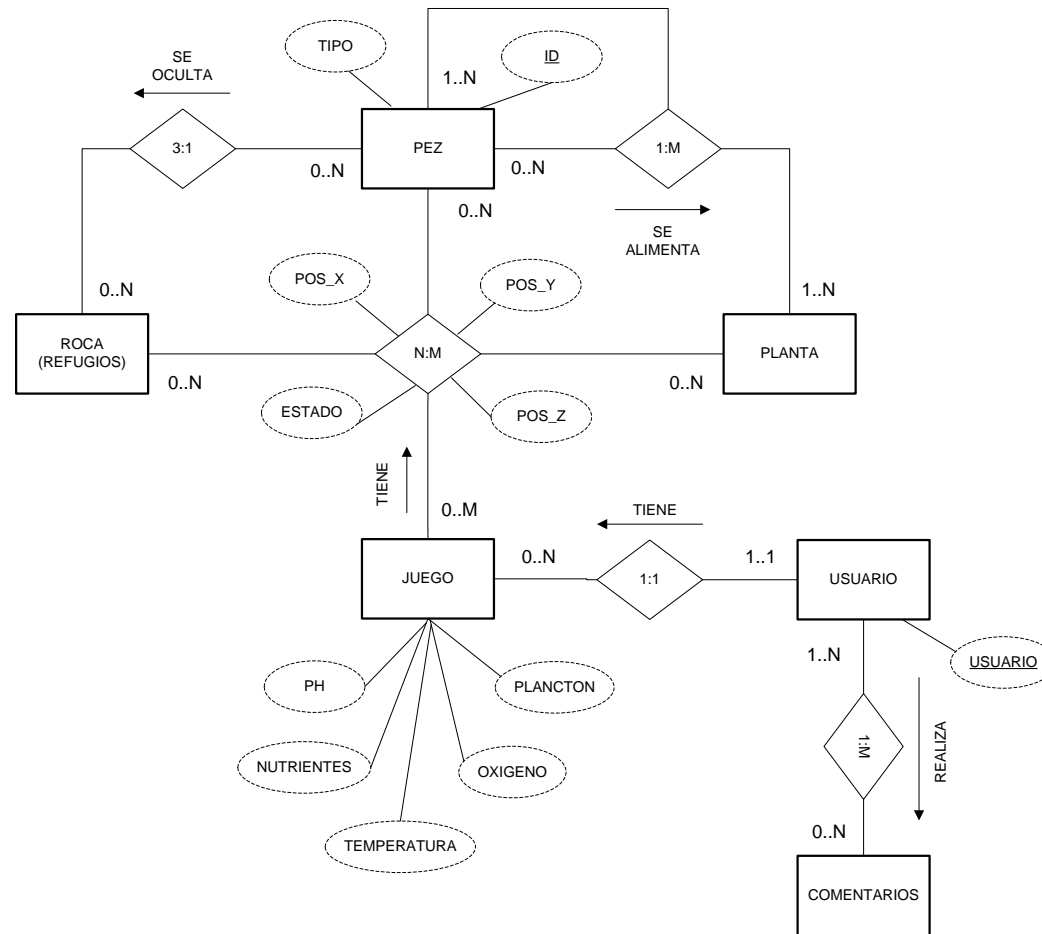 TIPO
ID
SE
OCULTA
1..N
3:1
PEZ
1:M
0..N
0..N
0..N
SE
ALIMENTA
POS_X
POS_Y
0..N
1..N
ROCA
(REFUGIOS)
N:M
PLANTA
0..N
0..N
ESTADO
POS_Z
TIENE
0..M
TIENE
0..N
1..1
JUEGO
1:1
USUARIO
1..N
USUARIO
PH
PLANCTON
1:M
REALIZA
NUTRIENTES
OXIGENO
TEMPERATURA
0..N
COMENTARIOS